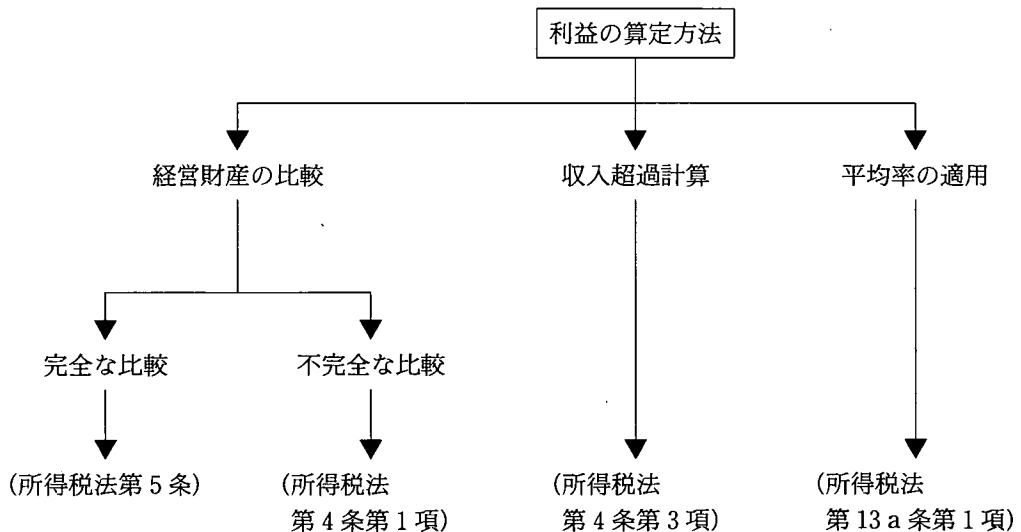 利益の算定方法
経営財産の比較
収入超過計算
平均率の適用
完全な比較
不完全な比較
(所得税法第5条)
(所得税法
第4条第1項)
(所得税法
第4条第3項)
(所得税法
第13a条第1項)